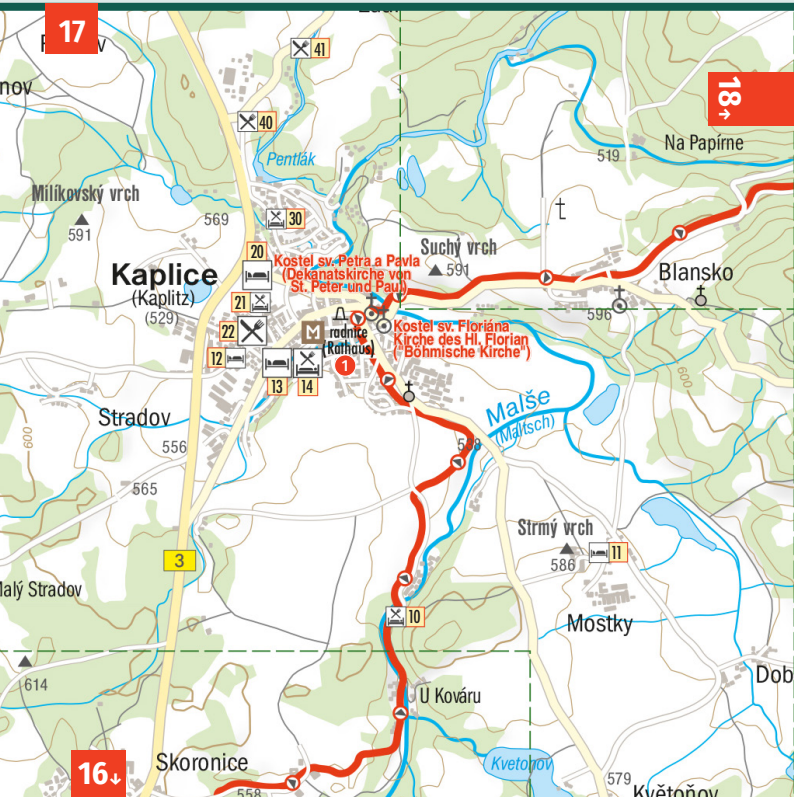 17
41
18
40
Pentlák
519
Na Papírne
Milíkovský vrch
591
569
30
20
Kostel sv. Petra a Pavla
(Dekanatskirche von
St. Peter und Paul)
Suchý vrch
591
Blansko
Kaplice
(Kaplitz)
(529)
21
22
M
radnice
(Rathaus)
1
Kostel sv. Floriána
Kirche des Hl. Florian
("Böhmische Kirche")
596
12
13
14
600
Stradov
Malše
(Maltsch)
600
556
565
Strmý vrch
586
11
3
Malý Stradov
10
Mostky
614
Dob
U Kováru
Skoronice
16
558
Kvetoňov
579
Květoňov